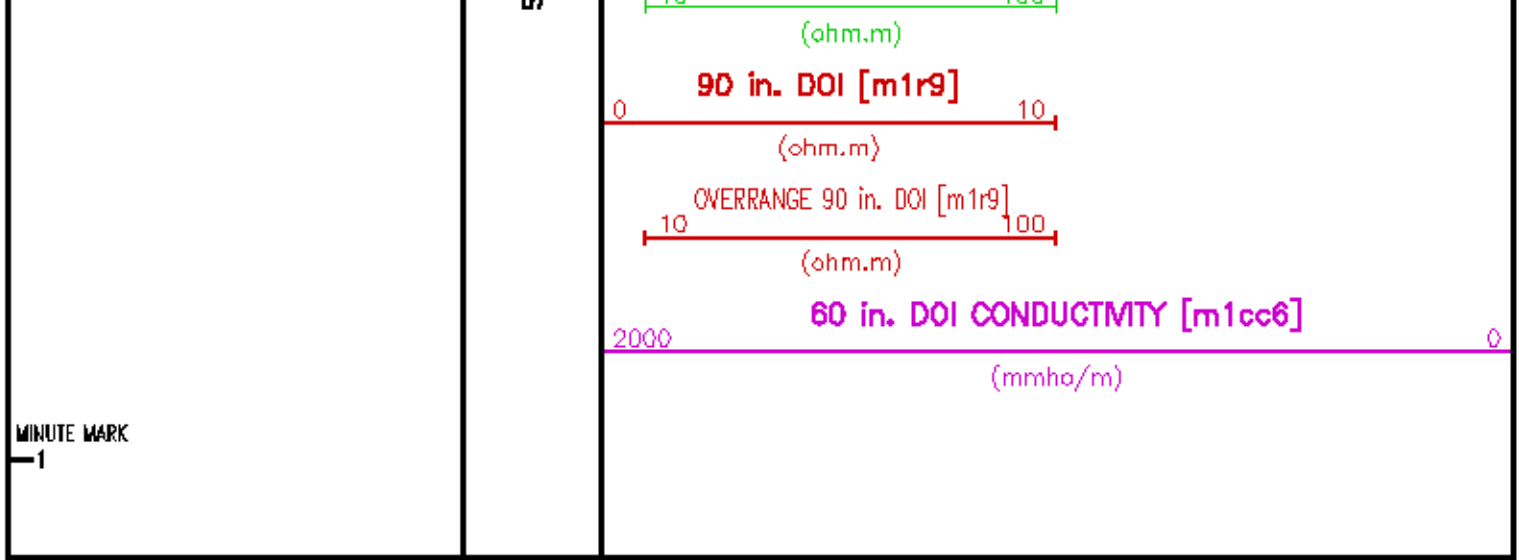 (ohm.m)
90 in. DOI [m1r9]
0 10
(ohm.m)
OVERRANGE 90 in. DOI [m1r9]
10 100
(ohm.m)
60 in. DOI CONDUCTIVITY [m1cc6]
2000 0
(mmho/m)
MINUTE MARK
1